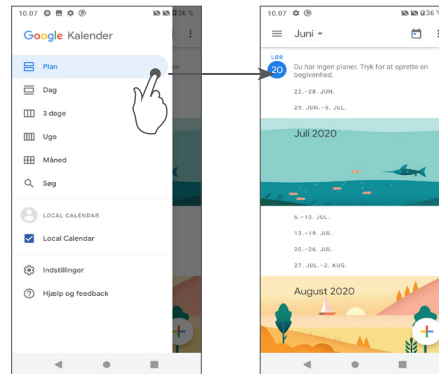 10.07
36 %
Google Kalender
Plan
Dag
3 dage
Uge
Måned
Søg
LOCAL CALENDAR
Local Calendar
Indstillinger
Hjælp og feedback
en
10.07
36 %
Juni
LØR
20
Du har ingen planer. Tryk for at oprette en
begivenhed.
22.–28. JUN.
29. JUN.–5. JUL.
Juli 2020
6.–12. JUL.
13.–19. JUL.
20.–26. JUL.
27. JUL.–2. AUG.
August 2020